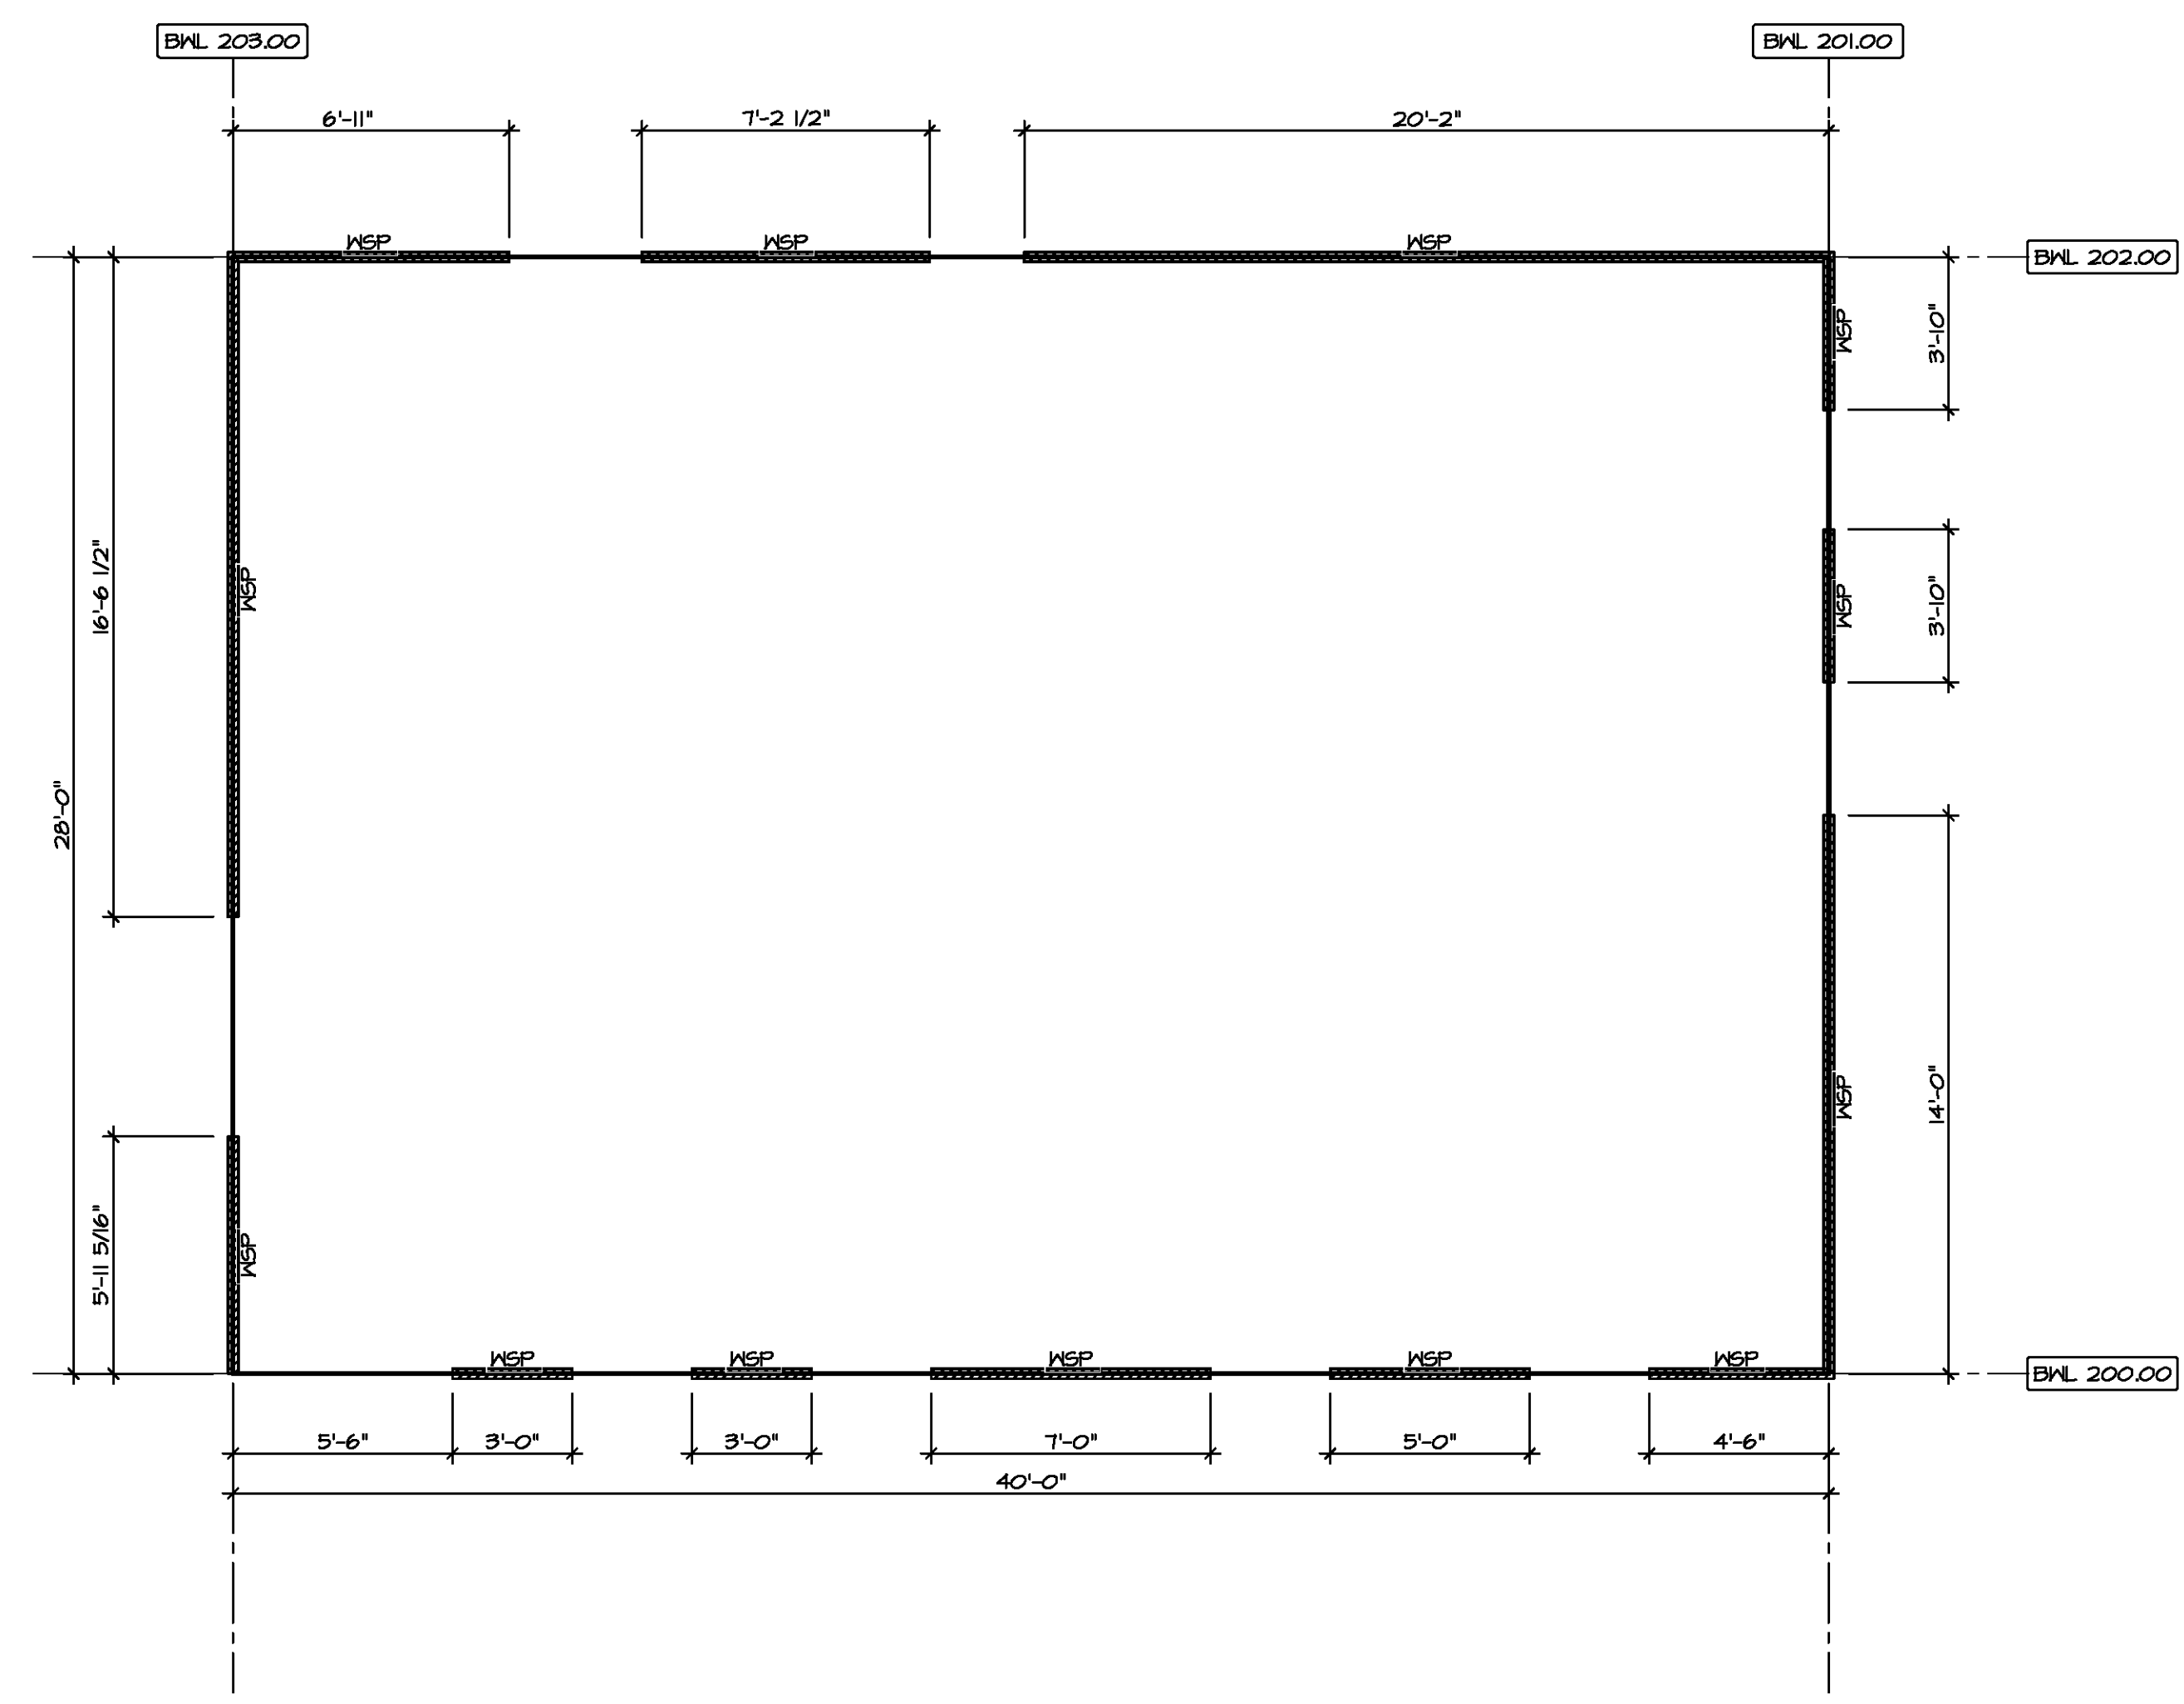 BWL 203.00
BWL 201.00
6'-11"
7'-2 1/2"
20'-2"
WSP
WSP
WSP
BWL 202.00
WSP
3'-10"
16'-6 1/2"
WSP
WSP
3'-10"
28'-0"
WSP
14'-0"
5'-11 5/16"
WSP
WSP
WSP
WSP
WSP
WSP
BWL 200.00
5'-6"
3'-0"
3'-0"
7'-0"
5'-0"
4'-6"
40'-0"